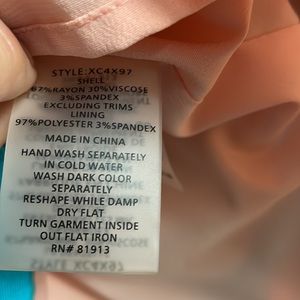 STYLE:XC4X97
SHELL
67%RAYON 30%VISCOSE
3%SPANDEX
EXCLUDING TRIMS
LINING
97%POLYESTER 3%SPANDEX
MADE IN CHINA
HAND WASH SEPARATELY
IN COLD WATER
WASH DARK COLOR
SEPARATELY
RESHAPE WHILE DAMP
DRY FLAT
TURN GARMENT INSIDE
OUT FLAT IRON
RN# 81913